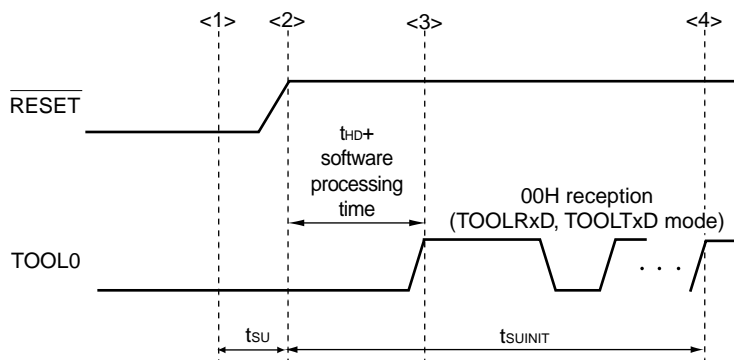 <1> <2> <3> <4>
RESET
tHD+
software
processing
time
00H reception
(TOOLRxD, TOOLTxD mode)
TOOL0
. . .
tSU
tSUINIT